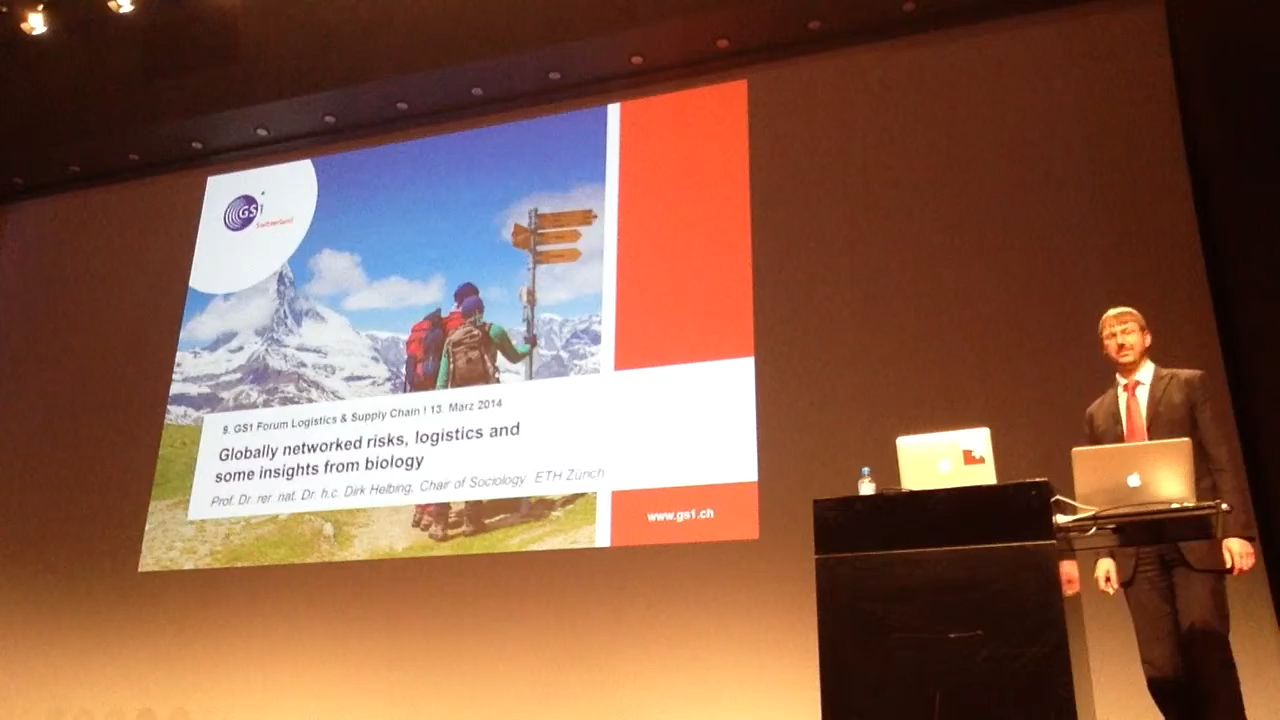 GS1
Switzerland
9. GS1 Forum Logistics & Supply Chain I 13. März 2014
Globally networked risks, logistics and
some insights from biology
Prof. Dr. rer. nat. Dr. h.c. Dirk Helbing, Chair of Sociology ETH Zürich
www.gs1.ch